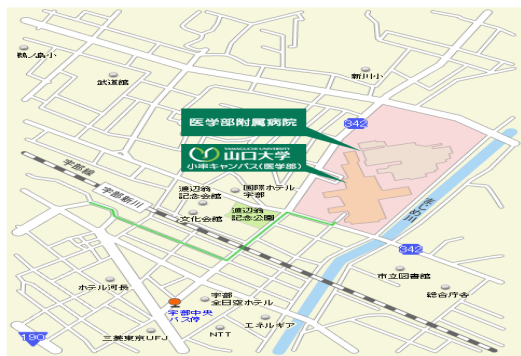 鵜ノ島小
武道館
新川小
342
医学部附属病院
YAMAGUCHI UNIVERSITY
山口大学
小串キャンパス(医学部)
宇部線
宇部新川
渡辺翁
記念会館
国際ホテル
宇部
文化会館
渡辺翁
記念公園
まじめ川
342
市立図書館
総合庁舎
ホテル河長
宇部中央
バス停
宇部
全日空ホテル
エネルギア
NTT
三菱東京UFJ
190